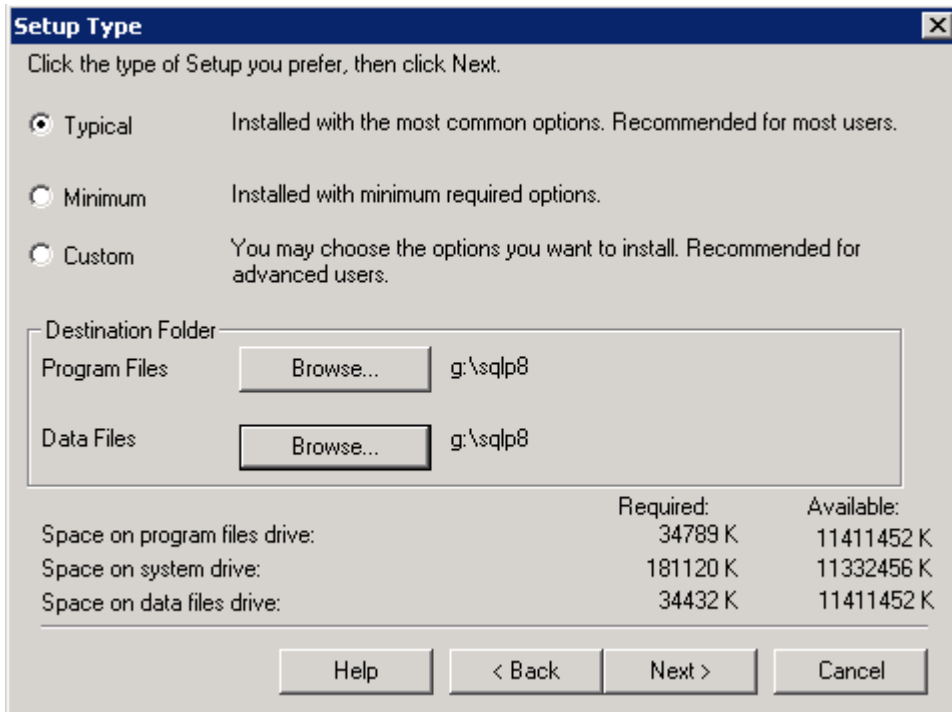 Setup Type
Click the type of Setup you prefer, then click Next.
Typical Installed with the most common options. Recommended for most users.
Minimum Installed with minimum required options.
Custom You may choose the options you want to install. Recommended for
advanced users.
Destination Folder
Program Files Browse... g:\sqlp8
Data Files Browse... g:\sqlp8
Required: Available:
Space on program files drive: 34789 K 11411452 K
Space on system drive: 181120 K 11332456 K
Space on data files drive: 34432 K 11411452 K
Help < Back Next > Cancel